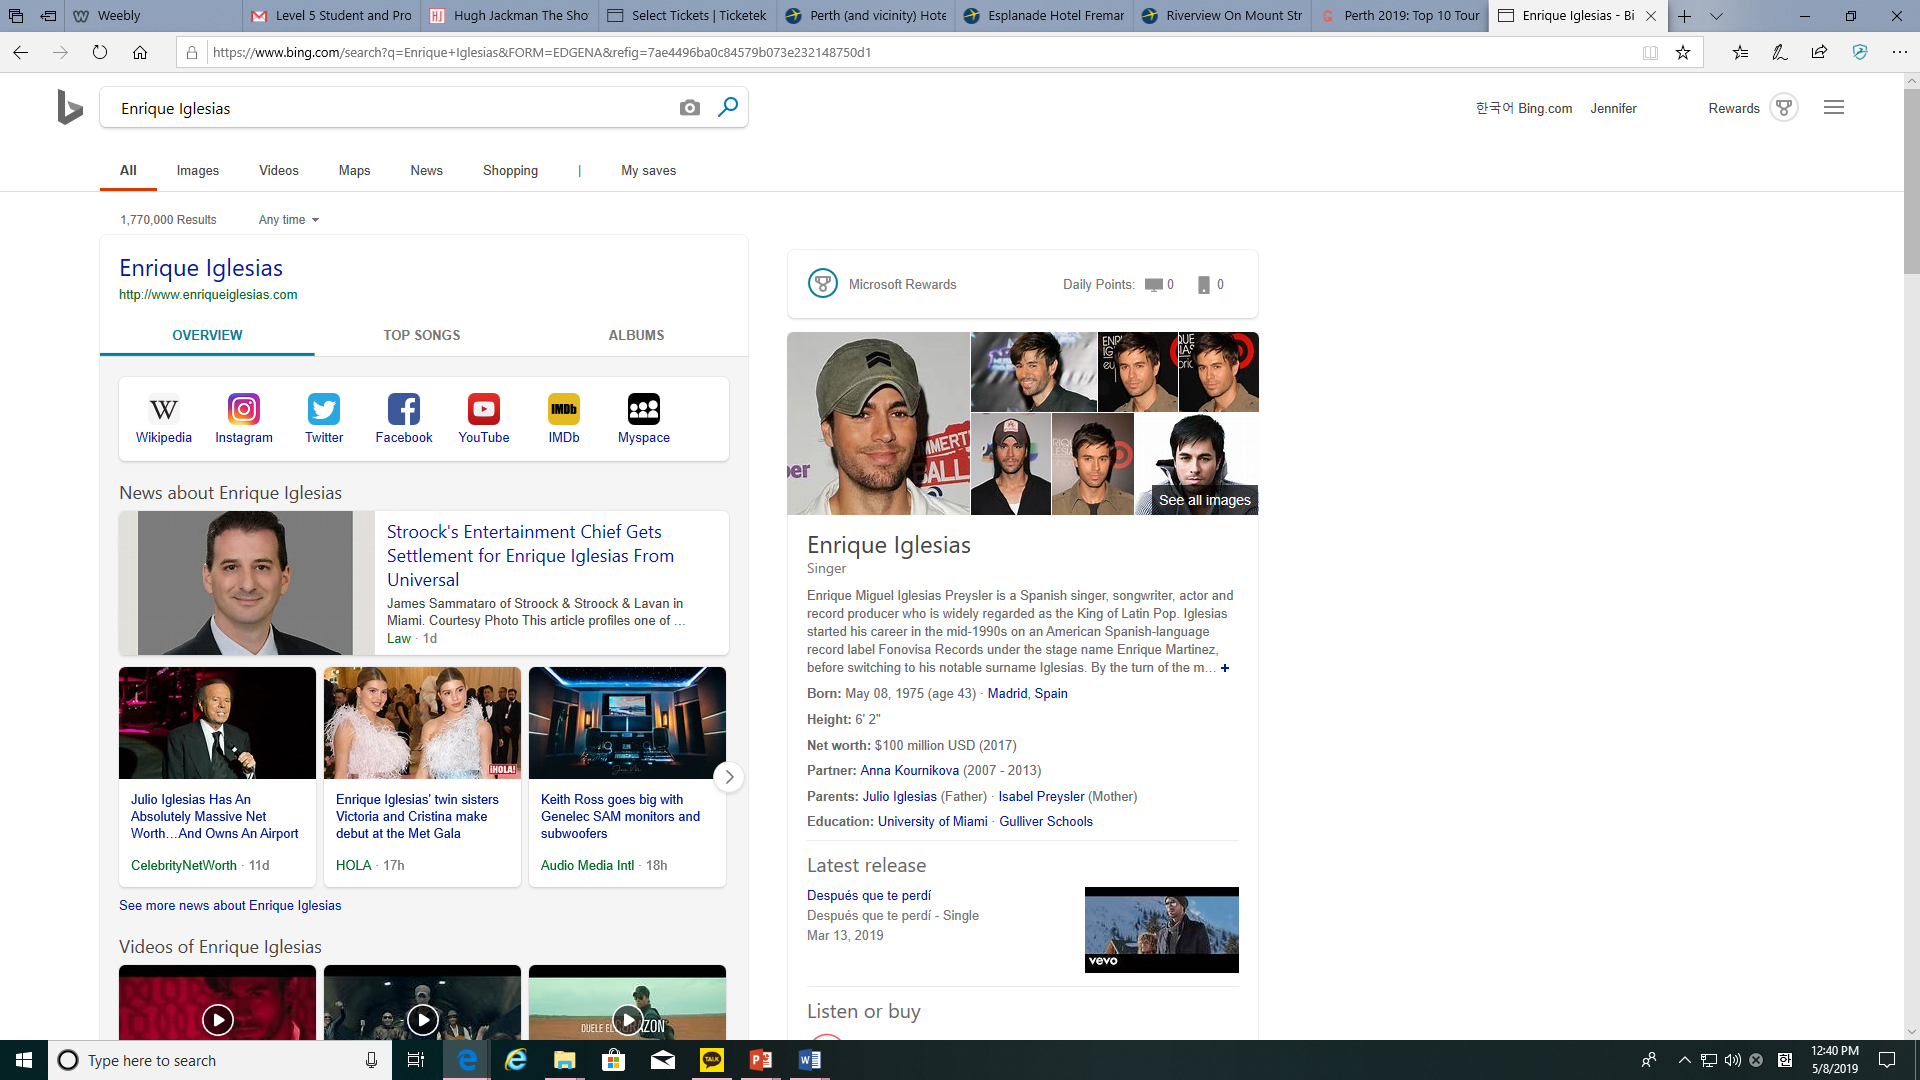 Weebly
Level 5 Student and Pro
Hugh Jackman The Sho
Select Tickets | Ticketek
Perth (and vicinity) Hote
Esplanade Hotel Fremar
Riverview On Mount Str
Perth 2019: Top 10 Tour
Enrique Iglesias - Bi
https://www.bing.com/search?q=Enrique+Iglesias&FORM=EDGENA&refig=7ae4496ba0c84579b073e232148750d1
Enrique Iglesias
한국어 Bing.com
Jennifer
Rewards
All
Images
Videos
Maps
News
Shopping
|
My saves
1,770,000 Results
Any time
Enrique Iglesias
http://www.enriqueiglesias.com
OVERVIEW
TOP SONGS
ALBUMS
Wikipedia
Instagram
Twitter
Facebook
YouTube
IMDb
Myspace
News about Enrique Iglesias
Stroock's Entertainment Chief Gets
Settlement for Enrique Iglesias From
Universal
James Sammataro of Stroock & Stroock & Lavan in
Miami. Courtesy Photo This article profiles one of ...
Law · 1d
¡HOLA!
Julio Iglesias Has An
Absolutely Massive Net
Worth…And Owns An Airport
CelebrityNetWorth · 11d
Enrique Iglesias' twin sisters
Victoria and Cristina make
debut at the Met Gala
HOLA · 17h
Keith Ross goes big with
Genelec SAM monitors and
subwoofers
Audio Media Intl · 18h
See more news about Enrique Iglesias
Videos of Enrique Iglesias
DUELE EL CORAZON
Microsoft Rewards
Daily Points:
0
0
See all images
Enrique Iglesias
Singer
Enrique Miguel Iglesias Preysler is a Spanish singer, songwriter, actor and
record producer who is widely regarded as the King of Latin Pop. Iglesias
started his career in the mid-1990s on an American Spanish-language
record label Fonovisa Records under the stage name Enrique Martinez,
before switching to his notable surname Iglesias. By the turn of the m… +
Born: May 08, 1975 (age 43) · Madrid, Spain
Height: 6' 2"
Net worth: $100 million USD (2017)
Partner: Anna Kournikova (2007 - 2013)
Parents: Julio Iglesias (Father) · Isabel Preysler (Mother)
Education: University of Miami · Gulliver Schools
Latest release
Después que te perdí
Después que te perdí - Single
Mar 13, 2019
vevo
Listen or buy
Type here to search
TALK
한
12:40 PM
5/8/2019